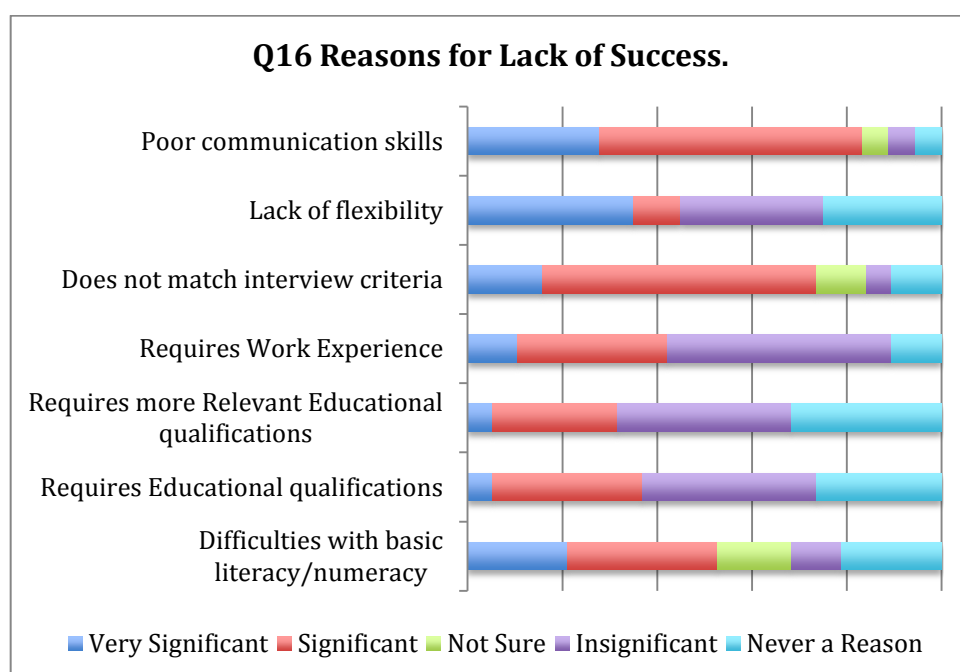 Q16 Reasons for Lack of Success.
Poor communication skills
Lack of flexibility
Does not match interview criteria
Requires Work Experience
Requires more Relevant Educational
qualifications
Requires Educational qualifications
Difficulties with basic
literacy/numeracy
Very Significant Significant Not Sure Insignificant Never a Reason